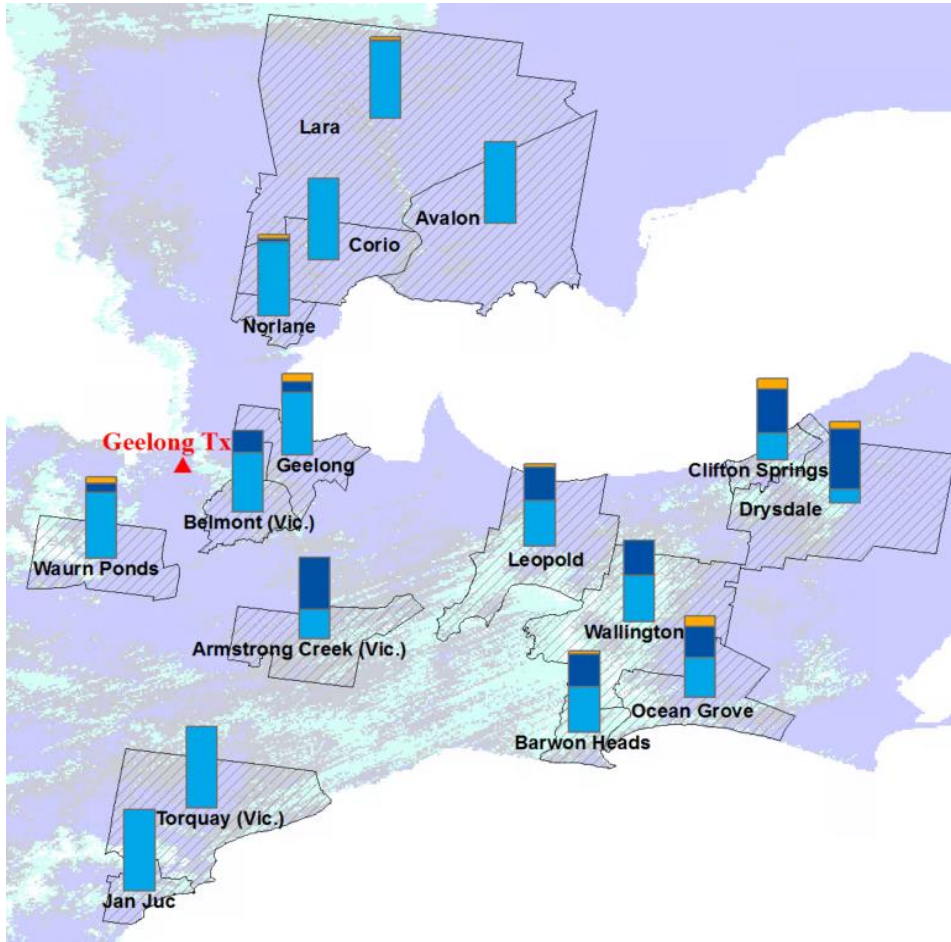 Lara
Avalon
Corio
Norlane
Geelong Tx
Geelong
Clifton Springs
Drysdale
Belmont (Vic.)
Leopold
Waurn Ponds
Wallington
Armstrong Creek (Vic.)
Ocean Grove
Barwon Heads
Torquay (Vic.)
Jan Juc